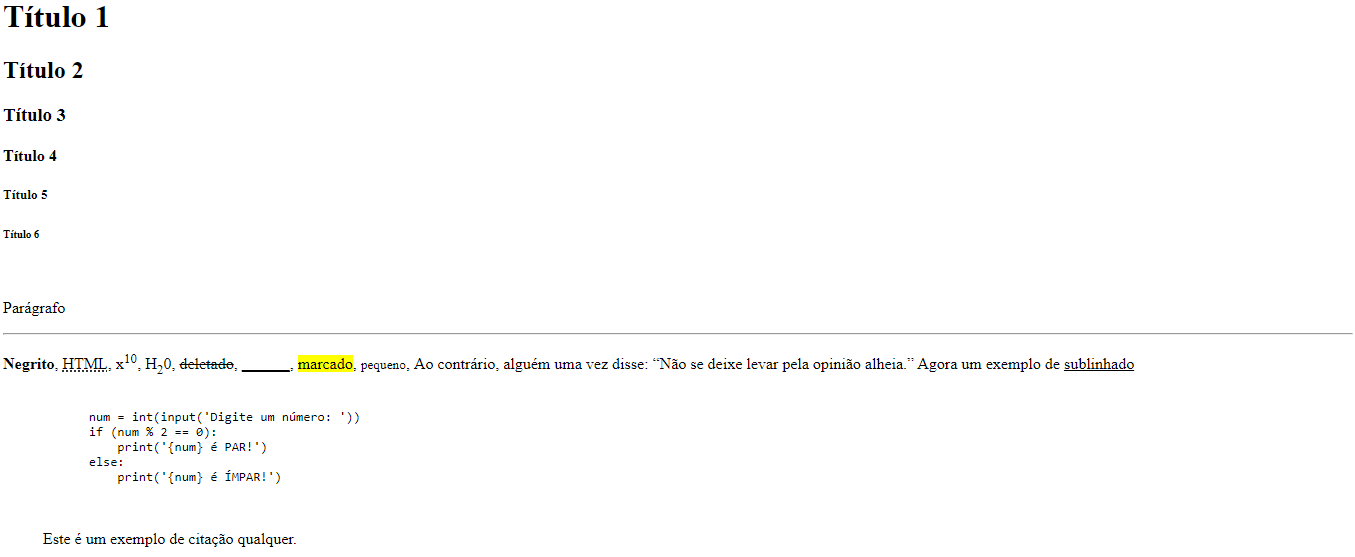 Título 1
Título 2
Título 3
Título 4
Título 5
Título 6
Parágrafo
Negrito, HTML, x10, H20, deletado, ______, marcado, pequeno, Ao contrário, alguém uma vez disse: “Não se deixe levar pela opinião alheia.” Agora um exemplo de sublinhado
num = int(input('Digite um número: '))
if (num % 2 == 0):
    print('{num} é PAR!')
else:
    print('{num} é ÍMPAR!')
Este é um exemplo de citação qualquer.